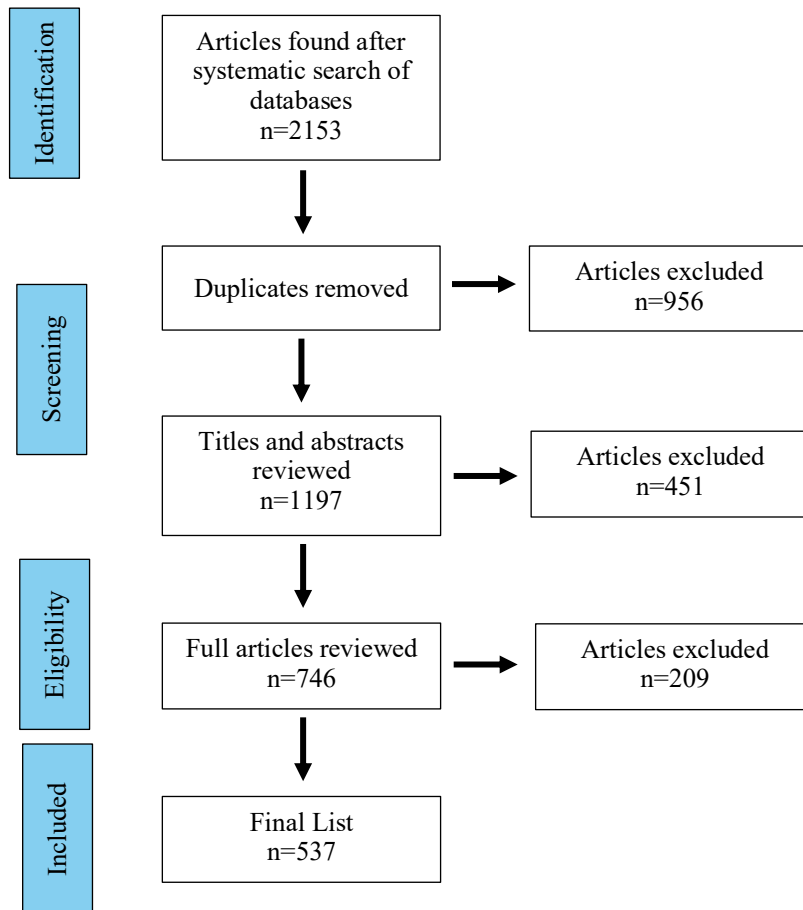 Identification
Articles found after
systematic search of
databases
n=2153
Screening
Duplicates removed
Articles excluded
n=956
Titles and abstracts
reviewed
n=1197
Articles excluded
n=451
Eligibility
Full articles reviewed
n=746
Articles excluded
n=209
Included
Final List
n=537